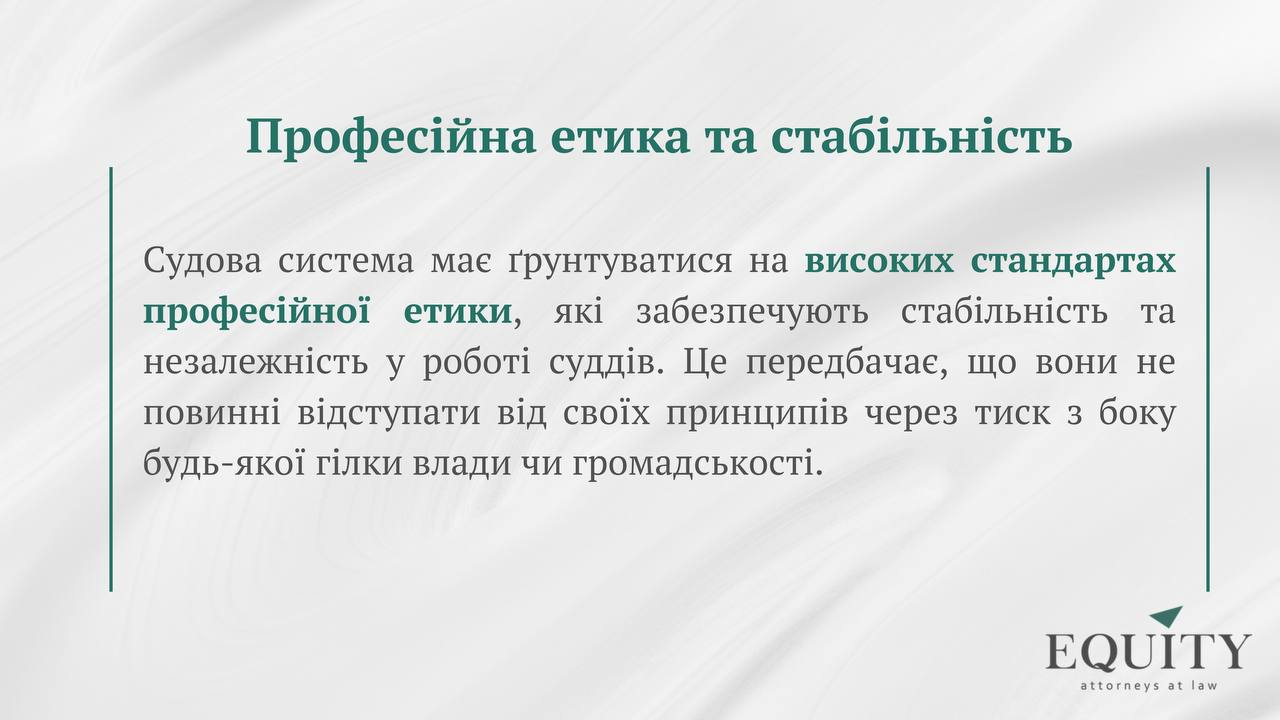 Професійна етика та стабільність
Судова система має ґрунтуватися на високих стандартах
професійної етики, які забезпечують стабільність та
незалежність у роботі суддів. Це передбачає, що вони не
повинні відступати від своїх принципів через тиск з боку
будь-якої гілки влади чи громадськості.
EQUITY
attorneys at law